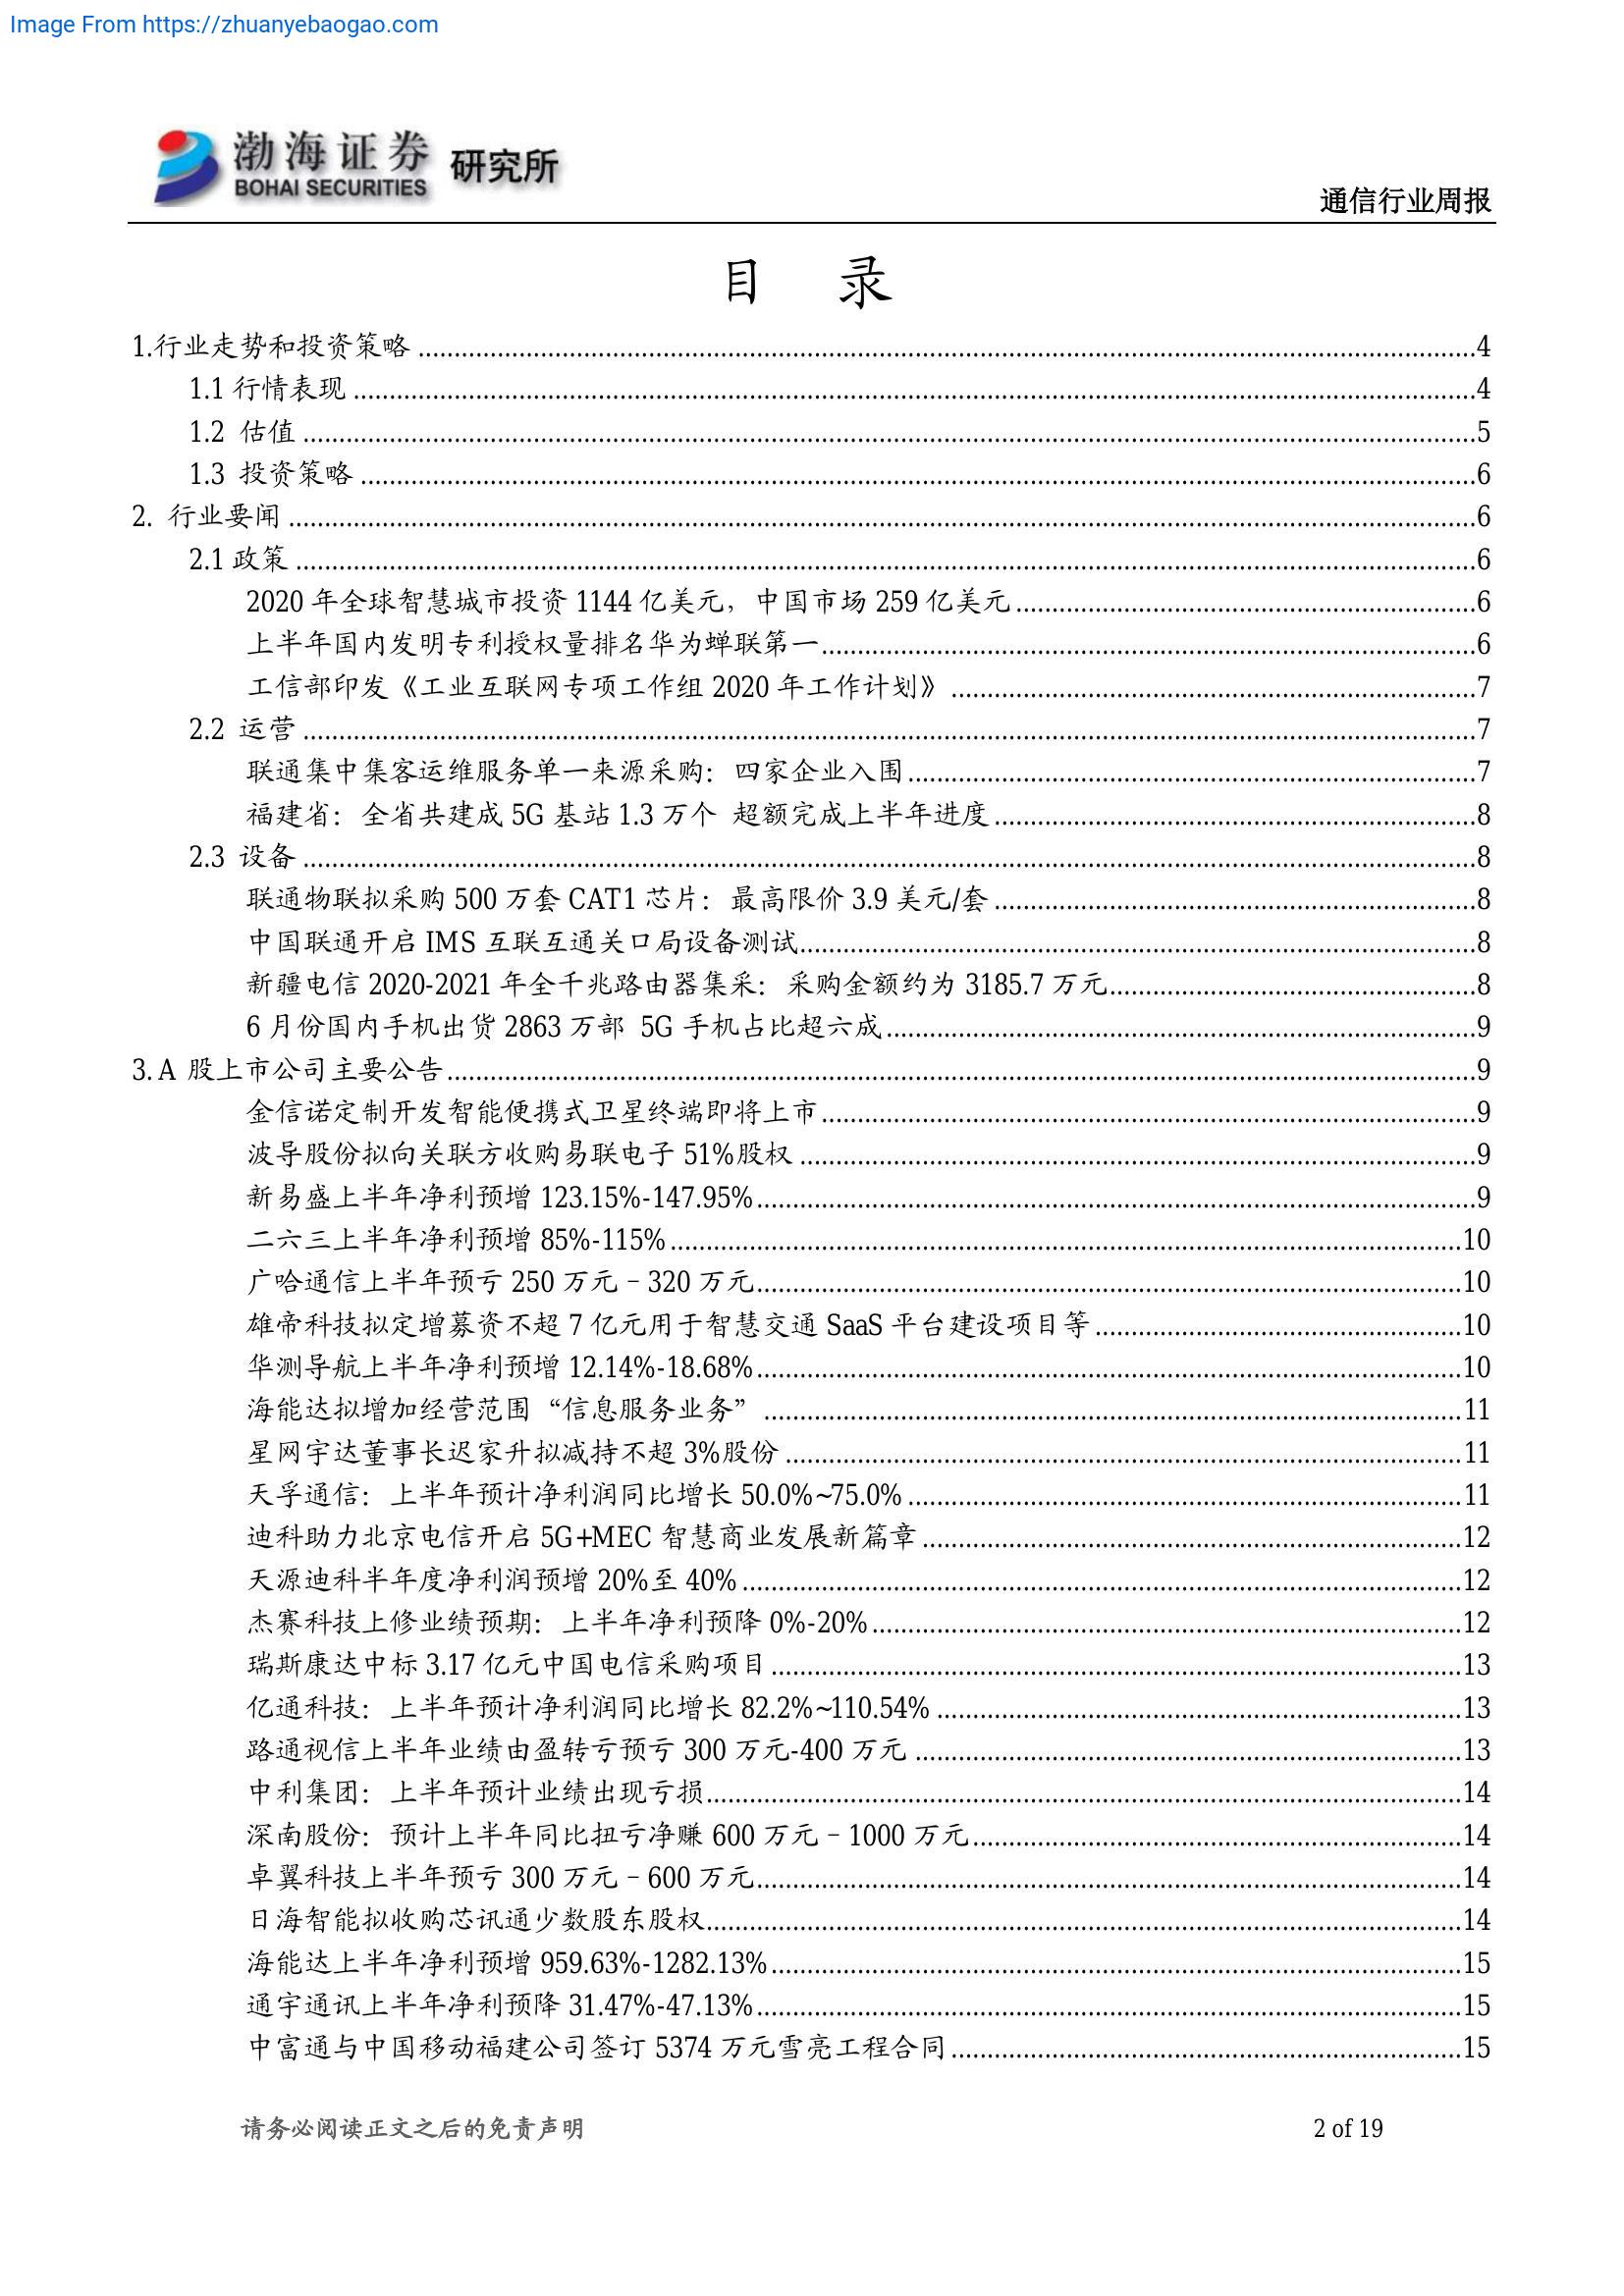 Image From https://zhuanyebaogao.com
渤海证券 研究所
BOHAI SECURITIES
通信行业周报
目 录
1.行业走势和投资策略 ........ 4
1.1 行情表现 ........ 4
1.2 估值 ........ 5
1.3 投资策略 ........ 6
2. 行业要闻 ........ 6
2.1 政策 ........ 6
2020 年全球智慧城市投资 1144 亿美元，中国市场 259 亿美元 ........ 6
上半年国内发明专利授权量排名华为蝉联第一 ........ 6
工信部印发《工业互联网专项工作组 2020 年工作计划》 ........ 7
2.2 运营 ........ 7
联通集中集客运维服务单一来源采购：四家企业入围 ........ 7
福建省：全省共建成 5G 基站 1.3 万个 超额完成上半年进度 ........ 8
2.3 设备 ........ 8
联通物联拟采购 500 万套 CAT1 芯片：最高限价 3.9 美元/套 ........ 8
中国联通开启 IMS 互联互通关口局设备测试 ........ 8
新疆电信 2020-2021 年全千兆路由器集采：采购金额约为 3185.7 万元 ........ 8
6 月份国内手机出货 2863 万部 5G 手机占比超六成 ........ 9
3. A 股上市公司主要公告 ........ 9
金信诺定制开发智能便携式卫星终端即将上市 ........ 9
波导股份拟向关联方收购易联电子 51%股权 ........ 9
新易盛上半年净利预增 123.15%-147.95% ........ 9
二六三上半年净利预增 85%-115% ........ 10
广哈通信上半年预亏 250 万元－320 万元 ........ 10
雄帝科技拟定增募资不超 7 亿元用于智慧交通 SaaS 平台建设项目等 ........ 10
华测导航上半年净利预增 12.14%-18.68% ........ 10
海能达拟增加经营范围“信息服务业务” ........ 11
星网宇达董事长迟家升拟减持不超 3%股份 ........ 11
天孚通信：上半年预计净利润同比增长 50.0%~75.0% ........ 11
迪科助力北京电信开启 5G+MEC 智慧商业发展新篇章 ........ 12
天源迪科半年度净利润预增 20%至 40% ........ 12
杰赛科技上修业绩预期：上半年净利预降 0%-20% ........ 12
瑞斯康达中标 3.17 亿元中国电信采购项目 ........ 13
亿通科技：上半年预计净利润同比增长 82.2%~110.54% ........ 13
路通视信上半年业绩由盈转亏预亏 300 万元-400 万元 ........ 13
中利集团：上半年预计业绩出现亏损 ........ 14
深南股份：预计上半年同比扭亏净赚 600 万元－1000 万元 ........ 14
卓翼科技上半年预亏 300 万元－600 万元 ........ 14
日海智能拟收购芯讯通少数股东股权 ........ 14
海能达上半年净利预增 959.63%-1282.13% ........ 15
通宇通讯上半年净利预降 31.47%-47.13% ........ 15
中富通与中国移动福建公司签订 5374 万元雪亮工程合同 ........ 15
请务必阅读正文之后的免责声明
2 of 19